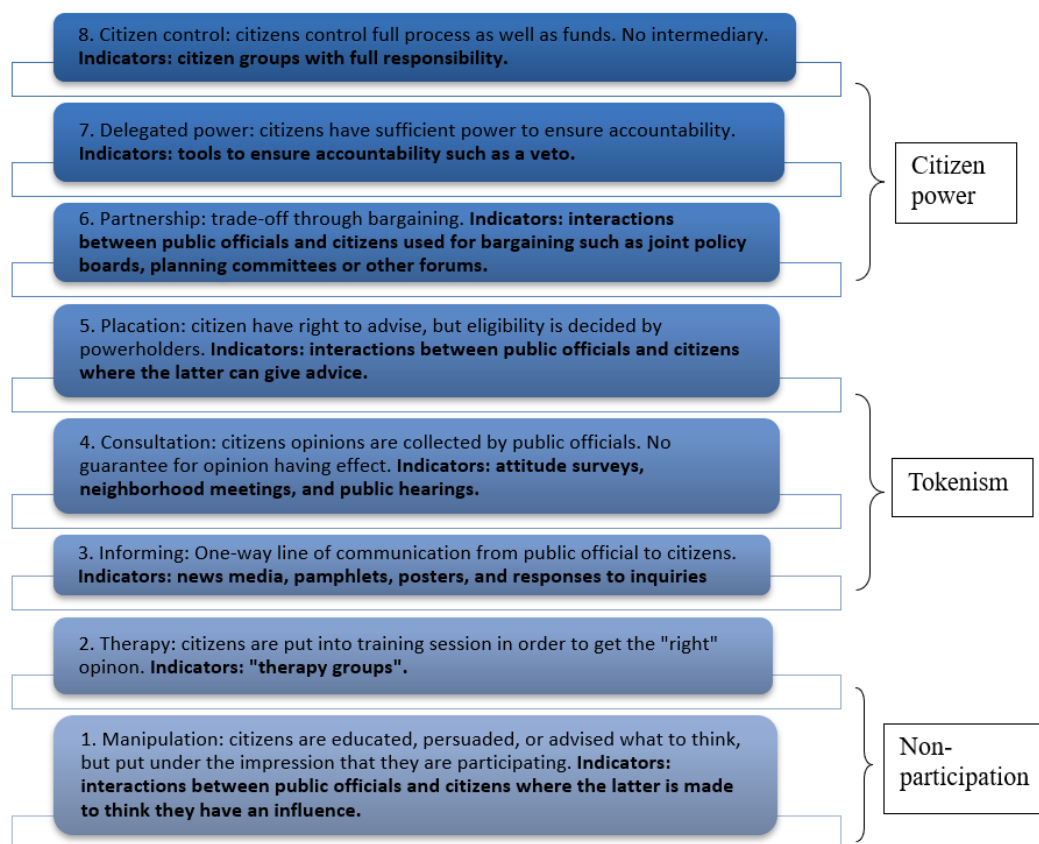 8. Citizen control: citizens control full process as well as funds. No intermediary.
Indicators: citizen groups with full responsibility.
7. Delegated power: citizens have sufficient power to ensure accountability.
Indicators: tools to ensure accountability such as a veto.
6. Partnership: trade-off through bargaining. Indicators: interactions
between public officials and citizens used for bargaining such as joint policy
boards, planning committees or other forums.
Citizen
power
5. Placation: citizen have right to advise, but eligibility is decided by
powerholders. Indicators: interactions between public officials and citizens
where the latter can give advice.
4. Consultation: citizens opinions are collected by public officials. No
guarantee for opinion having effect. Indicators: attitude surveys,
neighborhood meetings, and public hearings.
3. Informing: One-way line of communication from public official to citizens.
Indicators: news media, pamphlets, posters, and responses to inquiries
Tokenism
2. Therapy: citizens are put into training session in order to get the "right"
opinon. Indicators: "therapy groups".
1. Manipulation: citizens are educated, persuaded, or advised what to think,
but put under the impression that they are participating. Indicators:
interactions between public officials and citizens where the latter is made
to think they have an influence.
Non-
participation